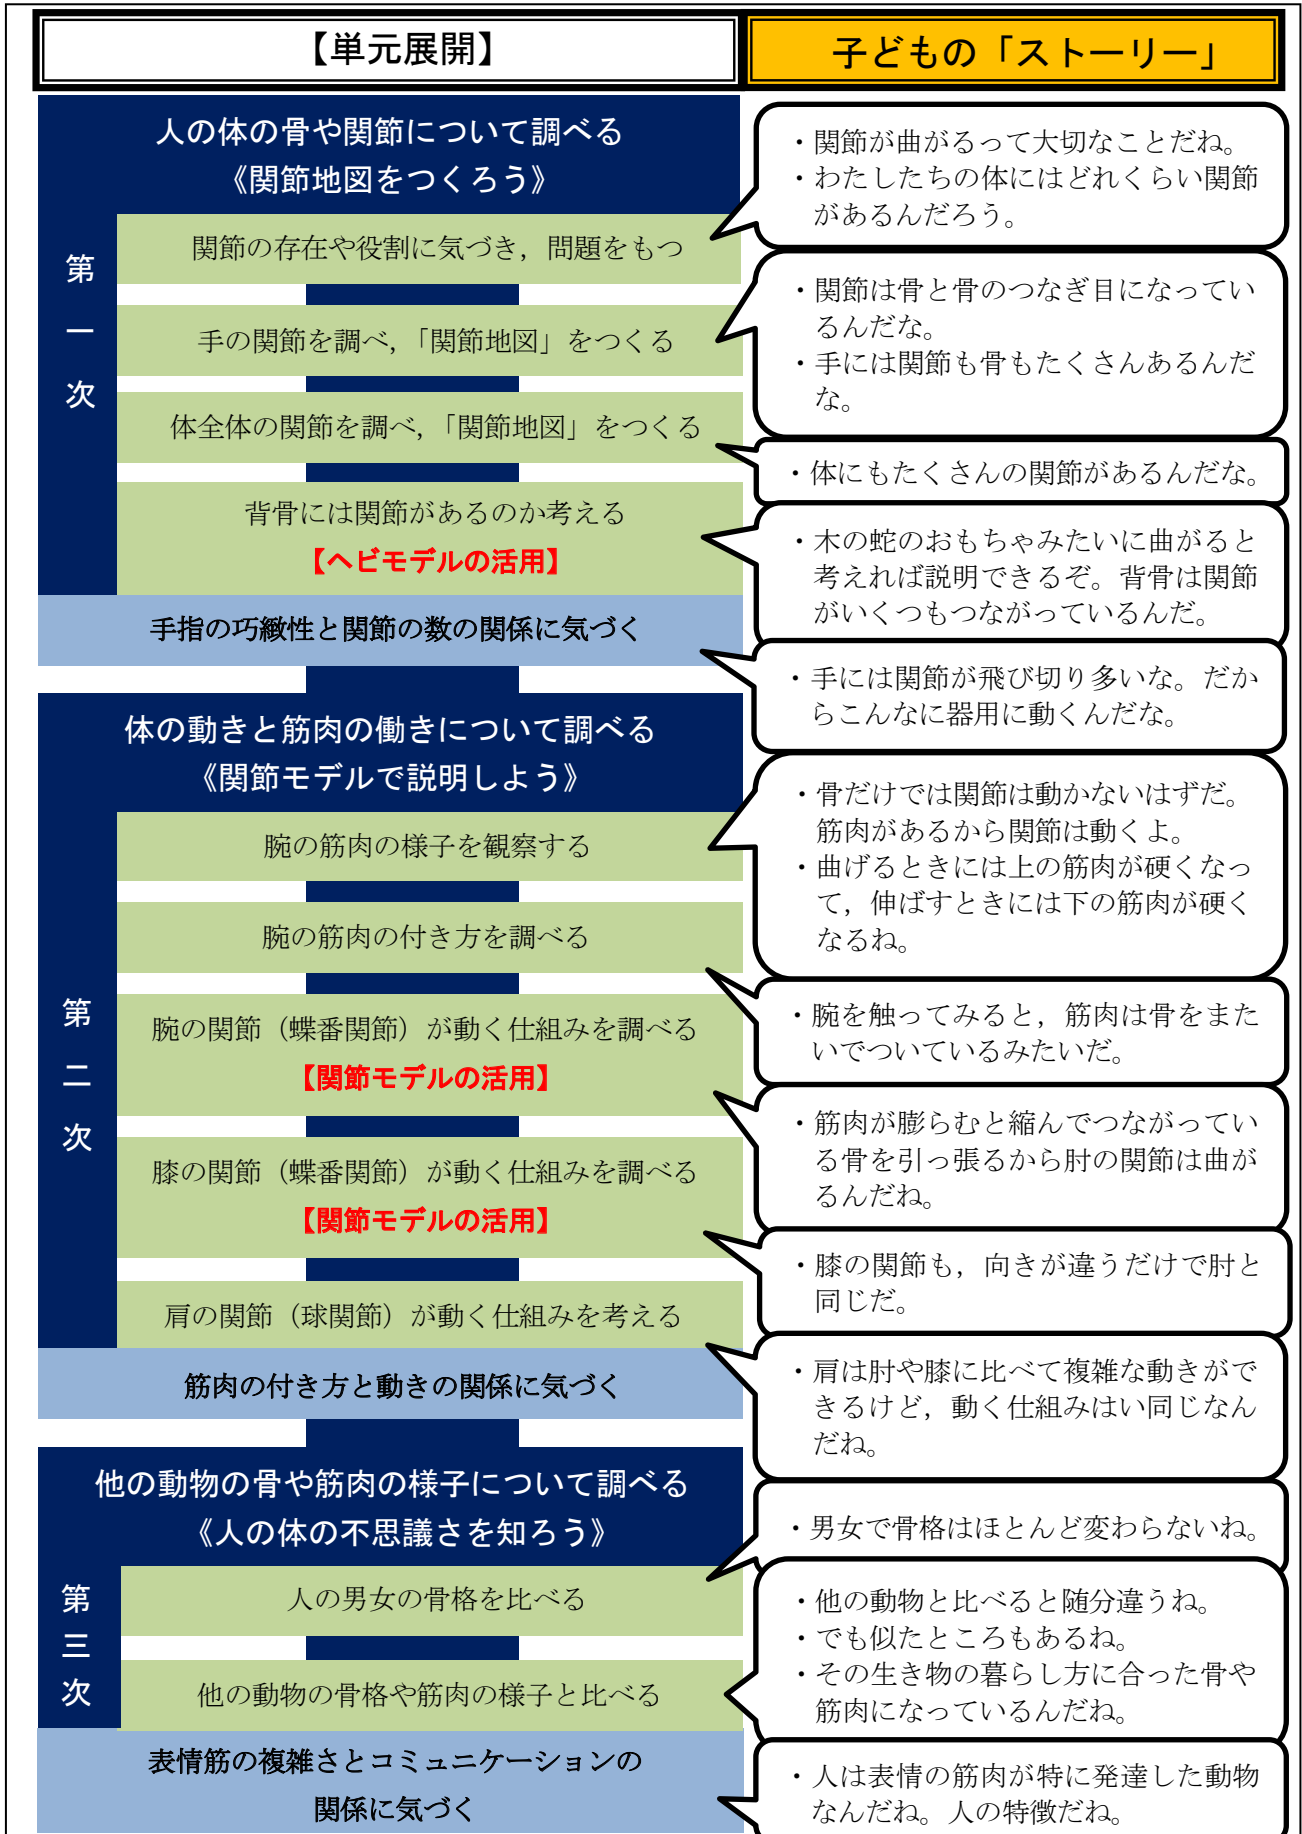 【単元展開】
子どもの「ストーリー」
人の体の骨や関節について調べる
《関節地図をつくろう》
第一次
関節の存在や役割に気づき，問題をもつ
・関節が曲がるって大切なことだね。
・わたしたちの体にはどれくらい関節
があるんだろう。
手の関節を調べ，「関節地図」をつくる
・関節は骨と骨のつなぎ目になってい
るんだな。
・手には関節も骨もたくさんあるんだ
な。
体全体の関節を調べ，「関節地図」をつくる
・体にもたくさんの関節があるんだな。
背骨には関節があるのか考える
【ヘビモデルの活用】
・木の蛇のおもちゃみたいに曲がると
考えれば説明できるぞ。背骨は関節
がいくつもつながっているんだ。
手指の巧緻性と関節の数の関係に気づく
・手には関節が飛び切り多いな。だか
らこんなに器用に動くんだな。
体の動きと筋肉の働きについて調べる
《関節モデルで説明しよう》
第二次
腕の筋肉の様子を観察する
・骨だけでは関節は動かないはずだ。
筋肉があるから関節は動くよ。
・曲げるときには上の筋肉が硬くなっ
て，伸ばすときには下の筋肉が硬く
なるね。
腕の筋肉の付き方を調べる
・腕を触ってみると，筋肉は骨をまた
いでついているみたいだ。
腕の関節（蝶番関節）が動く仕組みを調べる
【関節モデルの活用】
・筋肉が膨らむと縮んでつながってい
る骨を引っ張るから肘の関節は曲が
るんだね。
膝の関節（蝶番関節）が動く仕組みを調べる
【関節モデルの活用】
・膝の関節も，向きが違うだけで肘と
同じだ。
肩の関節（球関節）が動く仕組みを考える
筋肉の付き方と動きの関係に気づく
・肩は肘や膝に比べて複雑な動きがで
きるけど，動く仕組みはい同じなん
だね。
他の動物の骨や筋肉の様子について調べる
《人の体の不思議さを知ろう》
第三次
人の男女の骨格を比べる
・男女で骨格はほとんど変わらないね。
他の動物の骨格や筋肉の様子と比べる
・他の動物と比べると随分違うね。
・でも似たところもあるね。
・その生き物の暮らし方に合った骨や
筋肉になっているんだね。
表情筋の複雑さとコミュニケーションの
関係に気づく
・人は表情の筋肉が特に発達した動物
なんだね。人の特徴だね。